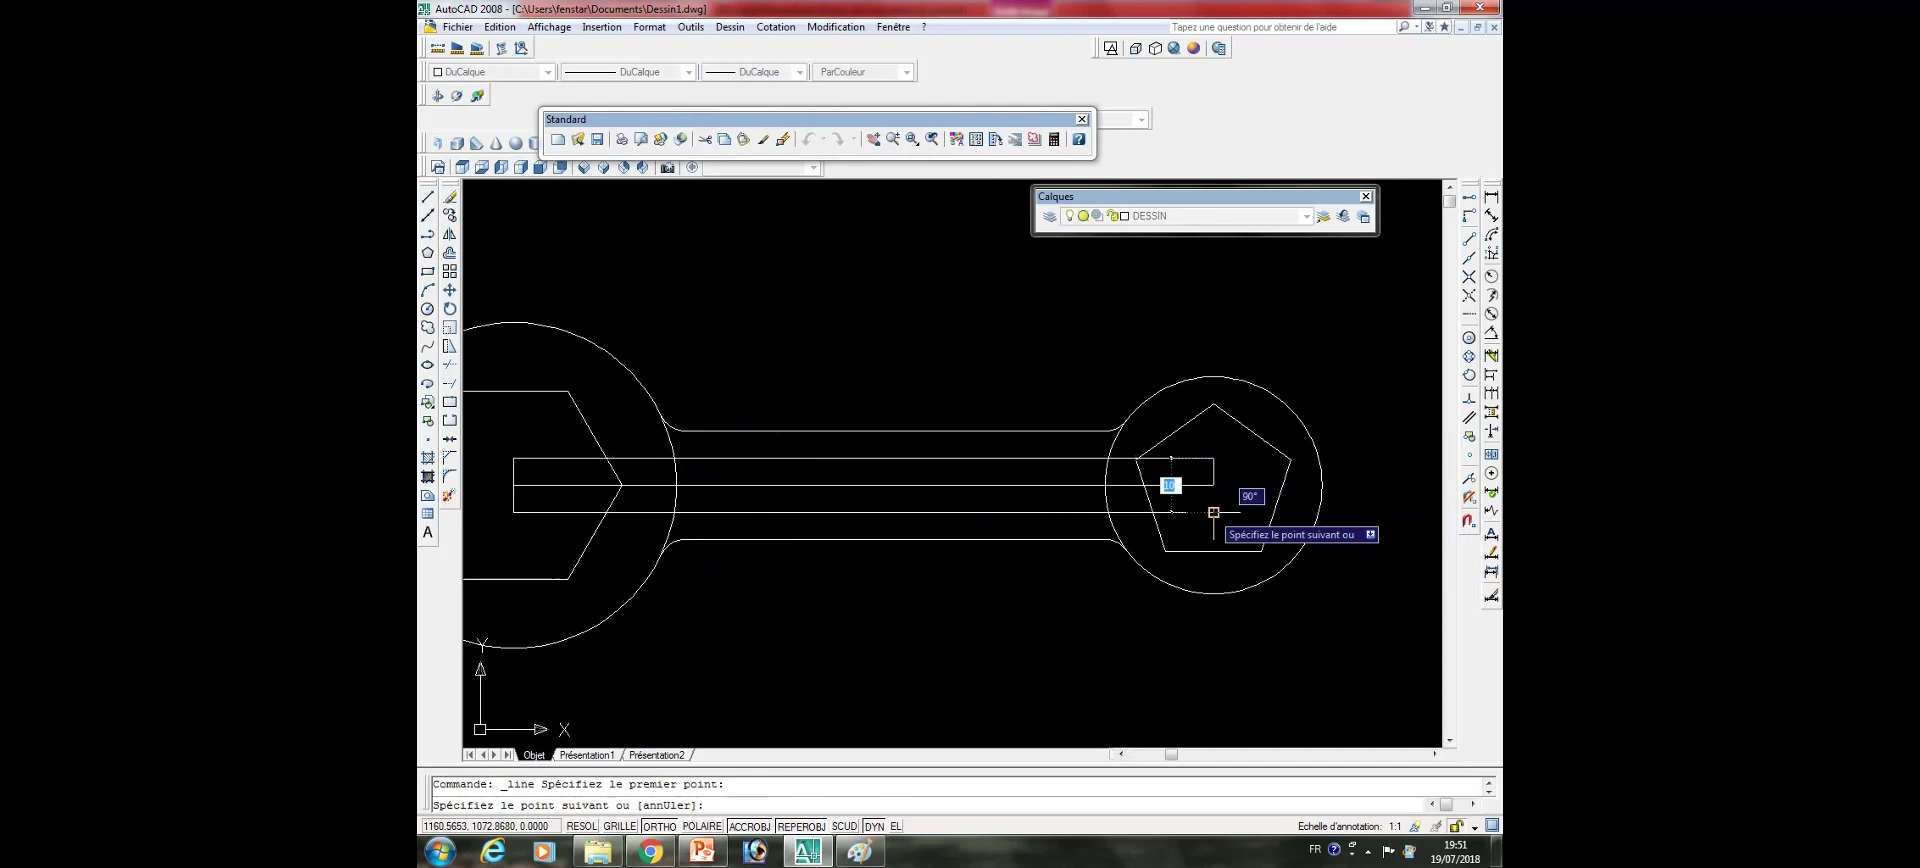 AutoCAD 2008 - [C:\Users\fenstar\Documents\Dessin1.dwg]
Fichier Edition Affichage Insertion Format Outils Dessin Cotation Modification Fenêtre ?
Tapez une question pour obtenir de l'aide
DuCalque DuCalque DuCalque ParCouleur
Standard
Calques
DESSIN
10
90°
Spécifiez le point suivant ou
Y
X
Objet Présentation1 Présentation2
Commande: _line Spécifiez le premier point:
Spécifiez le point suivant ou [annUler]:
1160.5653, 1072.8680, 0.0000 RESOL GRILLE ORTHO POLAIRE ACCROBJ REPEROBJ SCUD DYN EL
Echelle d'annotation: 1:1
FR
19:51
19/07/2018
A